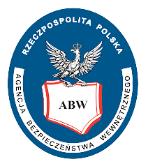 RZECZPOSPOLITA POLSKA
ABW
AGENCJA BEZPIECZEŃSTWA WEWNĘTRZNEGO